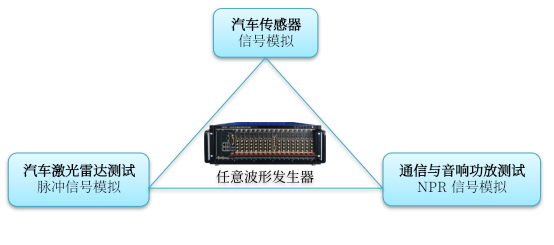 汽车传感器
信号模拟
任意波形发生器
汽车激光雷达测试
脉冲信号模拟
通信与音响功放测试
NPR 信号模拟